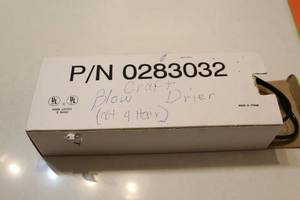 P/N 0283032
Craft
Blow Drier
(not 4 Hair)